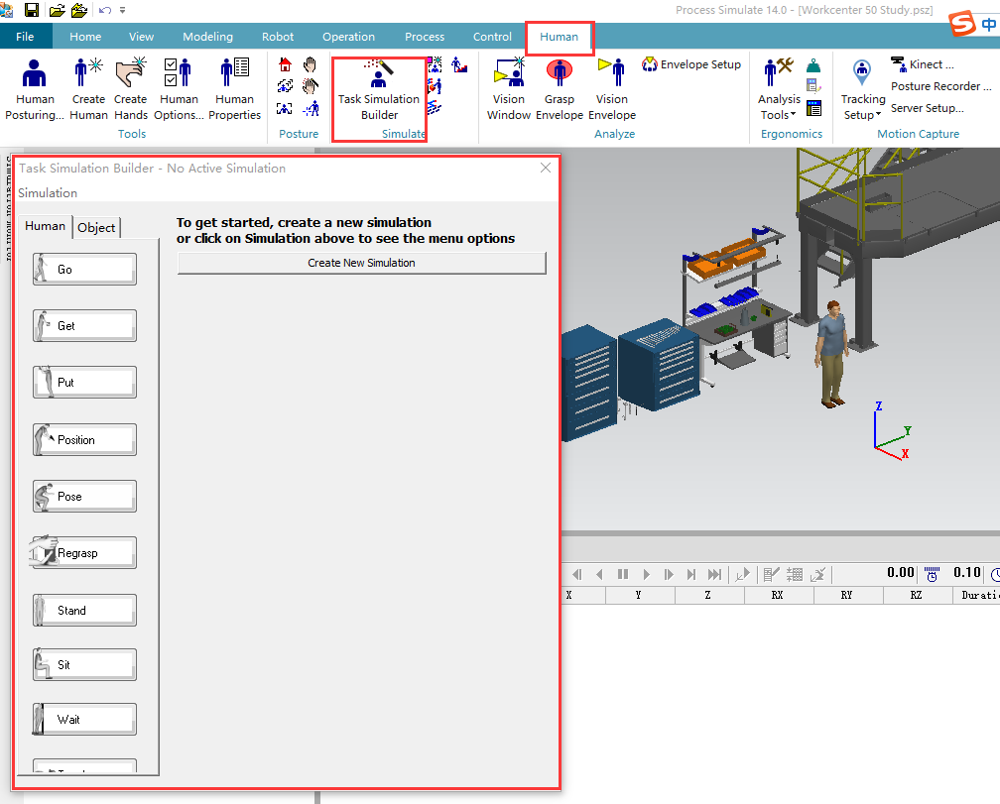 Process Simulate 14.0 - [Workcenter 50 Study.psz]
S 中
File Home View Modeling Robot Operation Process Control Human
Human Posturing...
Create Human
Create Hands
Human Options...
Human Properties
Tools
Posture
Task Simulation Builder
Simulate
Vision Window
Grasp Envelope
Vision Envelope
Envelope Setup
Analyze
Analysis Tools
Ergonomics
Tracking Setup
Kinect ...
Posture Recorder ...
Server Setup...
Motion Capture
Task Simulation Builder - No Active Simulation
Simulation
Human Object
To get started, create a new simulation
or click on Simulation above to see the menu options
Create New Simulation
Go
Get
Put
Position
Pose
Regrasp
Stand
Sit
Wait
Z
Y
X
0.00 0.10
X Y Z RX RY RZ Durati